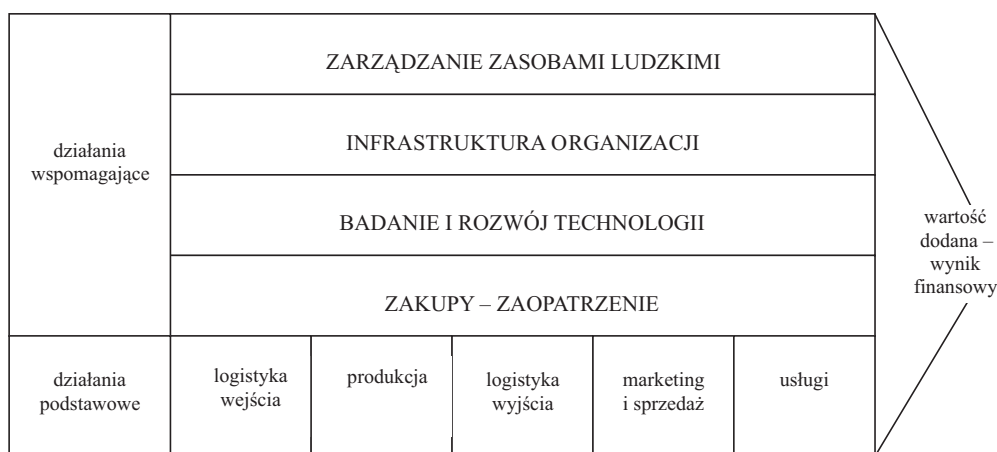 ZARZĄDZANIE ZASOBAMI LUDZKIMI
INFRASTRUKTURA ORGANIZACJI
działania
wspomagające
BADANIE I ROZWÓJ TECHNOLOGII
ZAKUPY – ZAOPATRZENIE
wartość
dodana –
wynik
finansowy
działania
podstawowe
logistyka
wejścia
produkcja
logistyka
wyjścia
marketing
i sprzedaż
usługi